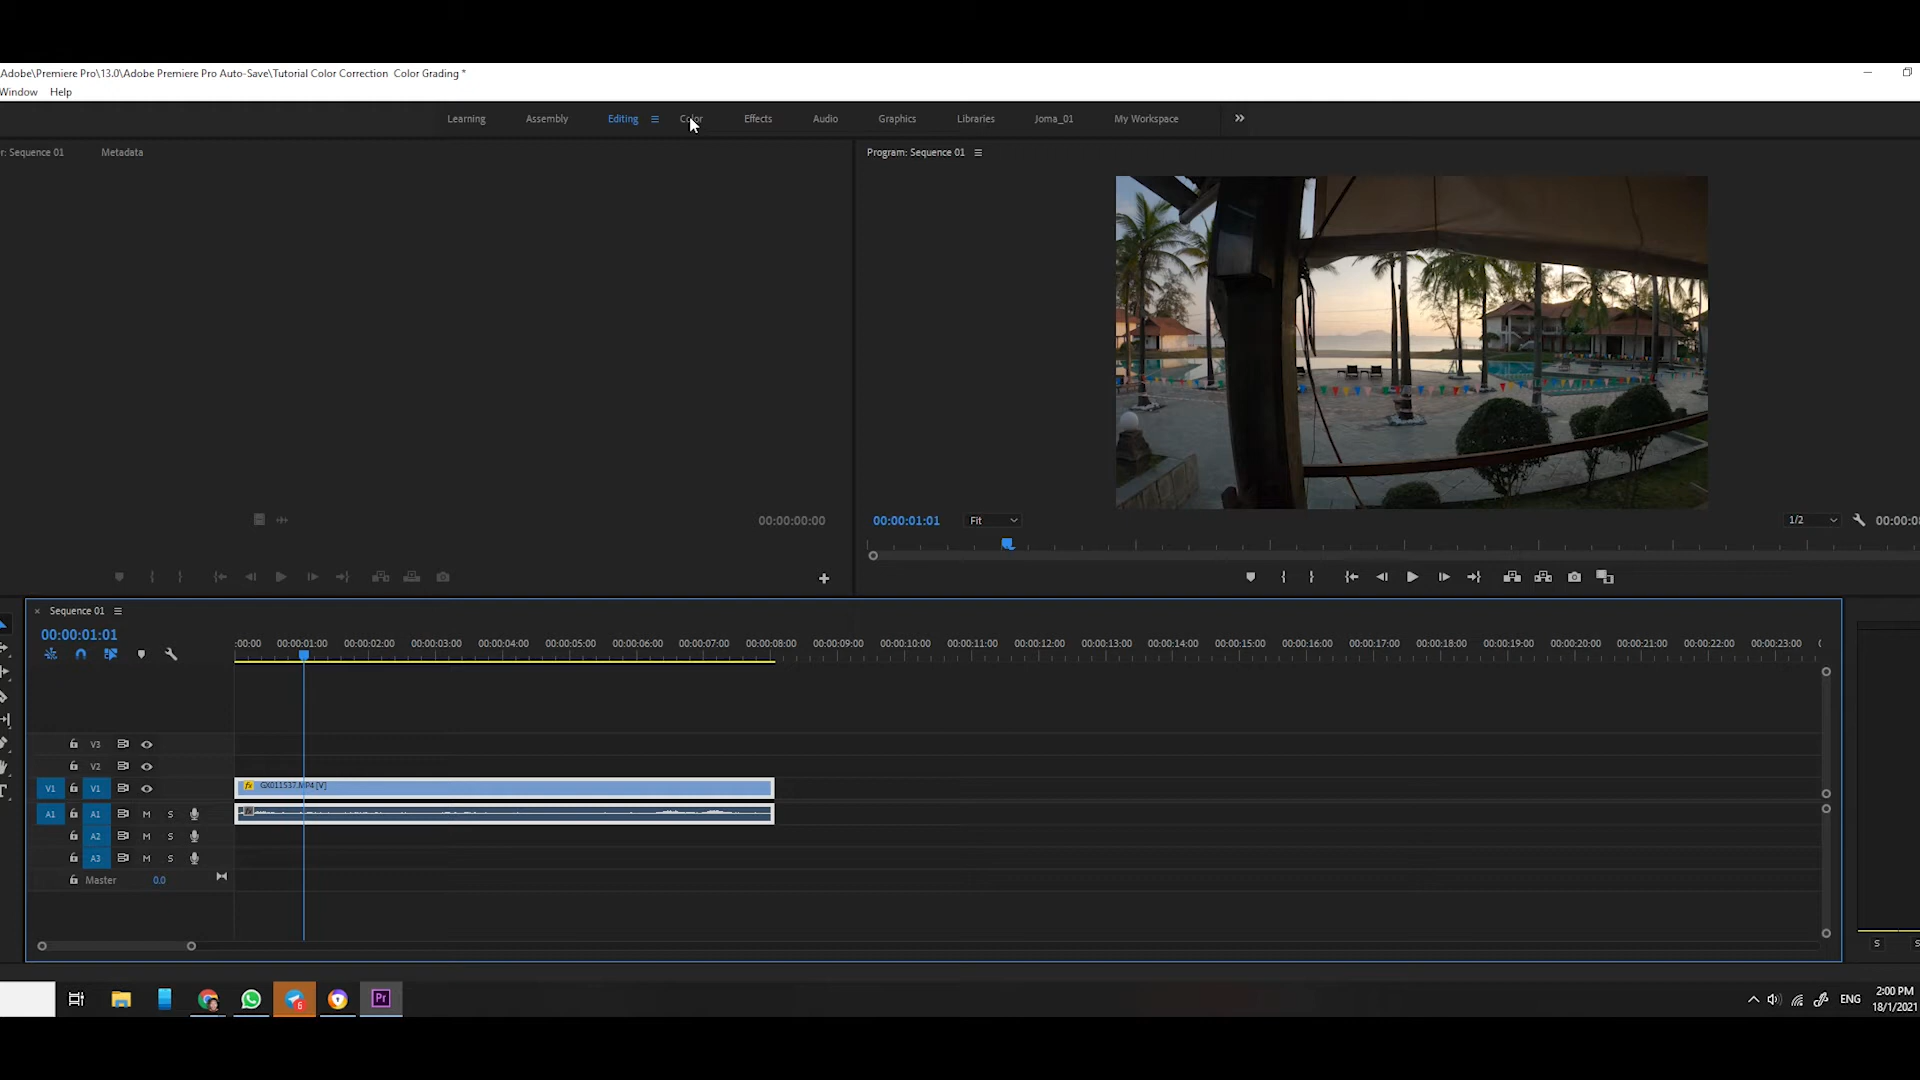 Adobe\Premiere Pro\13.0\Adobe Premiere Pro Auto-Save\Tutorial Color Correction  Color Grading *
Window Help
Learning Assembly Editing Color Effects Audio Graphics Libraries Joma_01 My Workspace
r: Sequence 01 Metadata
Program: Sequence 01
00:00:00:00
00:00:01:01 Fit 1/2 00:00:0
Sequence 01
00:00:01:01
:00:00 00:00:01:00 00:00:02:00 00:00:03:00 00:00:04:00 00:00:05:00 00:00:06:00 00:00:07:00 00:00:08:00 00:00:09:00 00:00:10:00 00:00:11:00 00:00:12:00 00:00:13:00 00:00:14:00 00:00:15:00 00:00:16:00 00:00:17:00 00:00:18:00 00:00:19:00 00:00:20:00 00:00:21:00 00:00:22:00 00:00:23:00
V3
V2
V1 V1 fx GX011537.MP4 [V]
A1 A1 M S
A2 M S
A3 M S
Master 0.0
S S
6 Pr ENG 2:00 PM
18/1/2021